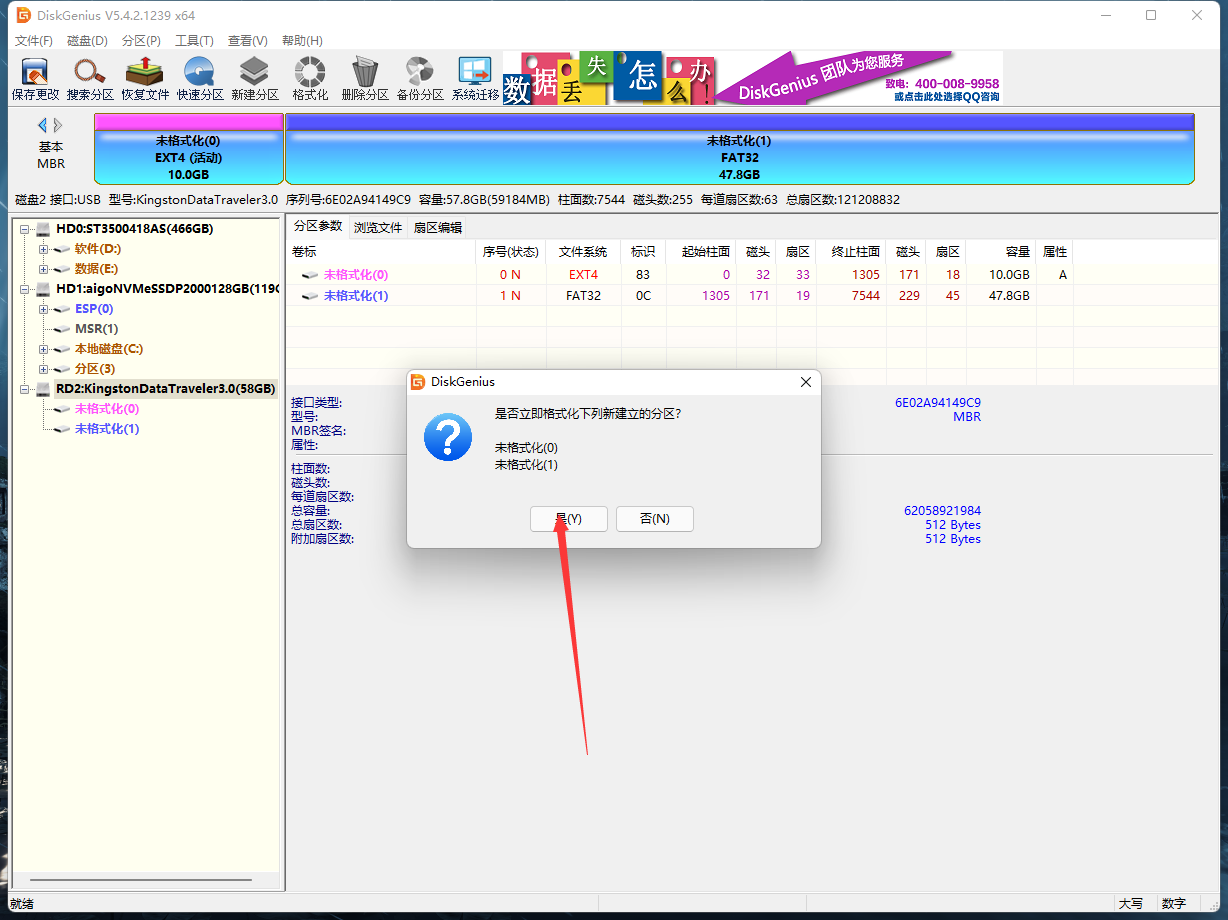 DiskGenius V5.4.2.1239 x64
文件(F) 磁盘(D) 分区(P) 工具(T) 查看(V) 帮助(H)
保存更改 搜索分区 恢复文件 快速分区 新建分区 格式化 删除分区 备份分区 系统迁移
数据丢失怎么办!
DiskGenius 团队为您服务
致电: 400-008-9958
或点击此处选择QQ咨询
基本
MBR
未格式化(0)
EXT4 (活动)
10.0GB
未格式化(1)
FAT32
47.8GB
磁盘2 接口:USB 型号:KingstonDataTraveler3.0 序列号:6E02A94149C9 容量:57.8GB(59184MB) 柱面数:7544 磁头数:255 每道扇区数:63 总扇区数:121208832
HD0:ST3500418AS(466GB)
软件(D:)
数据(E:)
HD1:aigoNVMeSSDP2000128GB(119G
ESP(0)
MSR(1)
本地磁盘(C:)
分区(3)
RD2:KingstonDataTraveler3.0(58GB)
未格式化(0)
未格式化(1)
分区参数 浏览文件 扇区编辑
卷标 序号(状态) 文件系统 标识 起始柱面 磁头 扇区 终止柱面 磁头 扇区 容量 属性
未格式化(0) 0 N EXT4 83 0 32 33 1305 171 18 10.0GB A
未格式化(1) 1 N FAT32 0C 1305 171 19 7544 229 45 47.8GB
接口类型:
型号: 6E02A94149C9
MBR签名: MBR
属性:
柱面数:
磁头数:
每道扇区数:
总容量: 62058921984
总扇区数: 512 Bytes
附加扇区数: 512 Bytes
DiskGenius
是否立即格式化下列新建立的分区?
未格式化(0)
未格式化(1)
是(Y) 否(N)
就绪 大写 数字